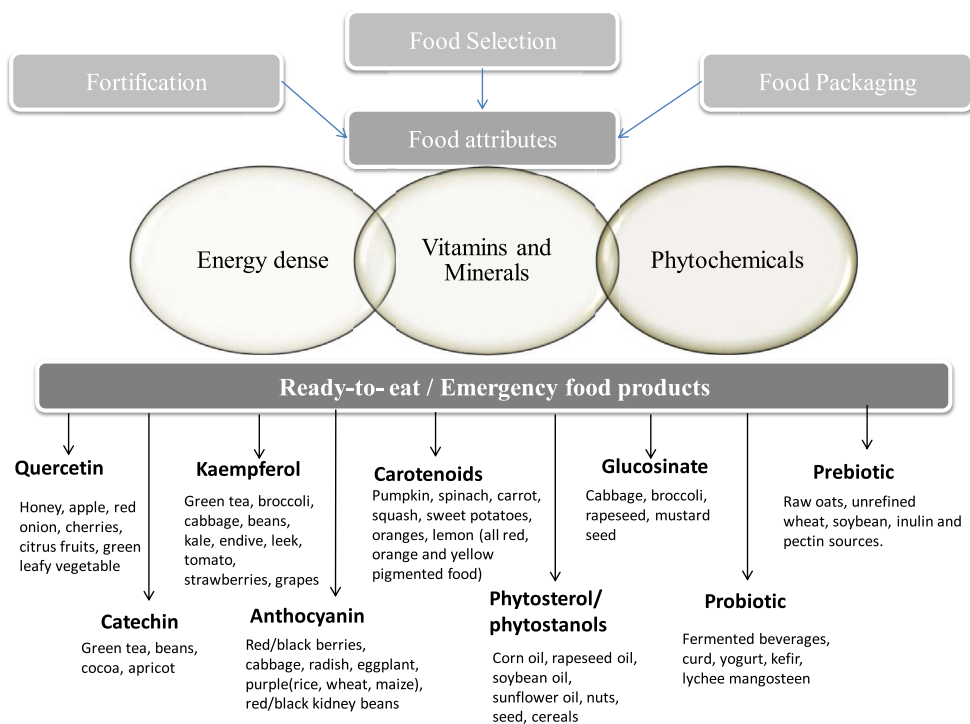 Food Selection
Fortification
Food Packaging
Food attributes
Energy dense
Vitamins and
Minerals
Phytochemicals
Ready-to- eat / Emergency food products
Quercetin
Honey, apple, red
onion, cherries,
citrus fruits, green
leafy vegetable
Kaempferol
Green tea, broccoli,
cabbage, beans,
kale, endive, leek,
tomato,
strawberries, grapes
Carotenoids
Pumpkin, spinach, carrot,
squash, sweet potatoes,
oranges, lemon (all red,
orange and yellow
pigmented food)
Glucosinate
Cabbage, broccoli,
rapeseed, mustard
seed
Prebiotic
Raw oats, unrefined
wheat, soybean, inulin and
pectin sources.
Catechin
Green tea, beans,
cocoa, apricot
Anthocyanin
Red/black berries,
cabbage, radish, eggplant,
purple(rice, wheat, maize),
red/black kidney beans
Phytosterol/
phytostanols
Corn oil, rapeseed oil,
soybean oil,
sunflower oil, nuts,
seed, cereals
Probiotic
Fermented beverages,
curd, yogurt, kefir,
lychee mangosteen